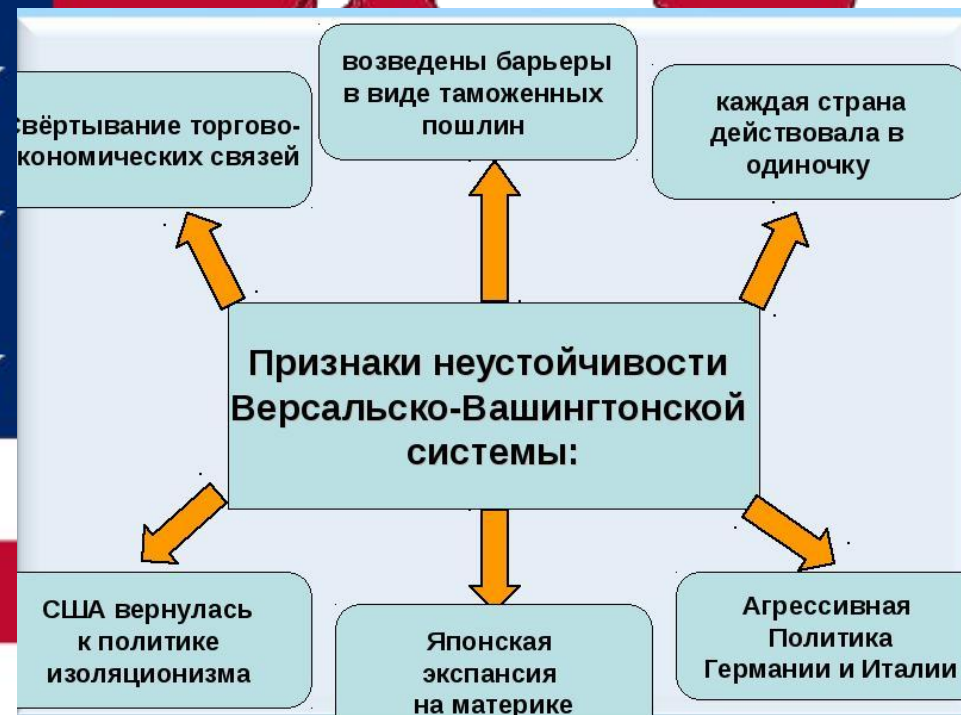 возведены барьеры
в виде таможенных
пошлин
Свёртывание торгово-
кономических связей
каждая страна
действовала в
одиночку
Признаки неустойчивости
Версальско-Вашингтонской
системы:
США вернулась
к политике
изоляционизма
Японская
экспансия
на материке
Агрессивная
Политика
Германии и Италии